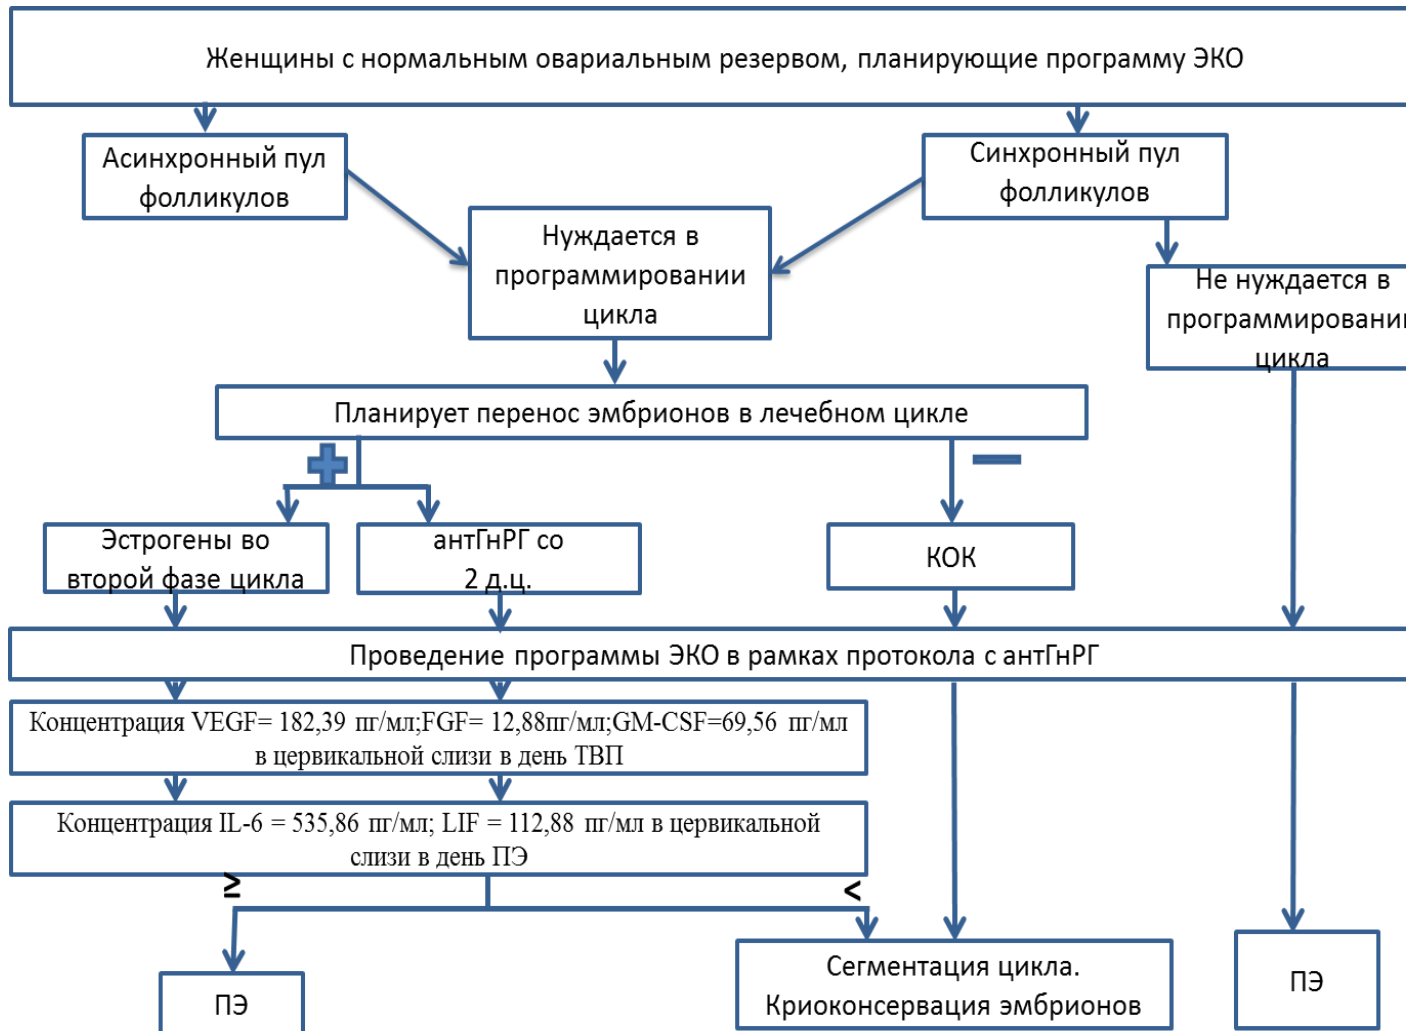 Женщины с нормальным овариальным резервом, планирующие программу ЭКО
Асинхронный пул
фолликулов
Синхронный пул
фолликулов
Нуждается в
программировании
цикла
Не нуждается в
программировании
цикла
Планирует перенос эмбрионов в лечебном цикле
Эстрогены во
второй фазе цикла
антГнРГ со
2 д.ц.
КОК
Проведение программы ЭКО в рамках протокола с антГнРГ
Концентрация VEGF= 182,39 пг/мл;FGF= 12,88пг/мл;GM-CSF=69,56 пг/мл
в цервикальной слизи в день ТВП
Концентрация IL-6 = 535,86 пг/мл; LIF = 112,88 пг/мл в цервикальной
слизи в день ПЭ
≥
<
ПЭ
Сегментация цикла.
Криоконсервация эмбрионов
ПЭ